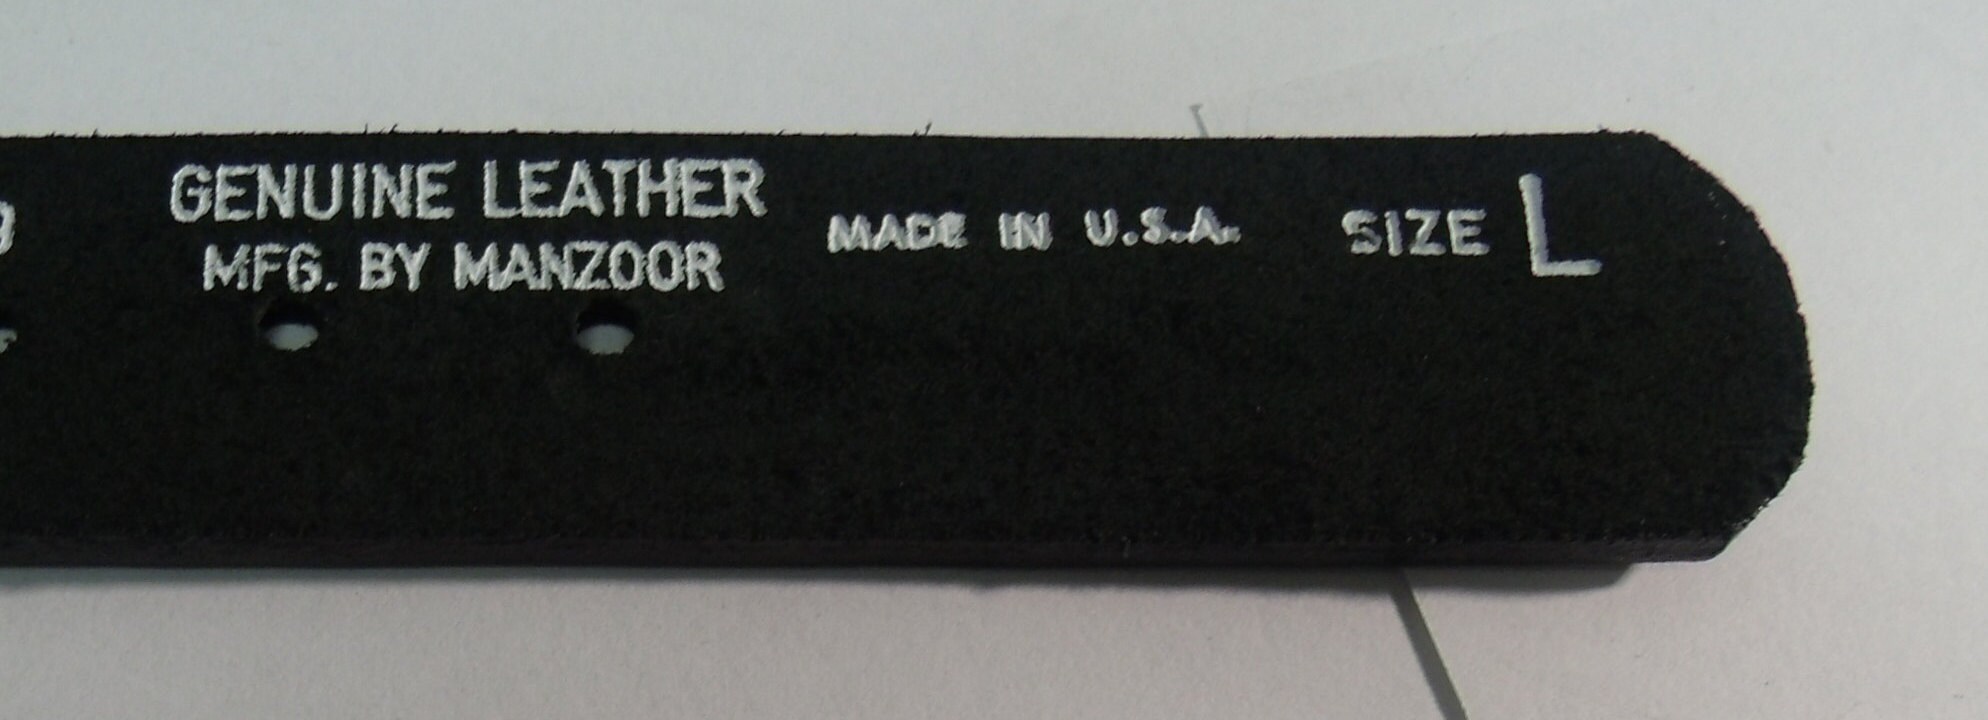 GENUINE LEATHER
MFG. BY MANZOOR
MADE IN U.S.A.
SIZE L